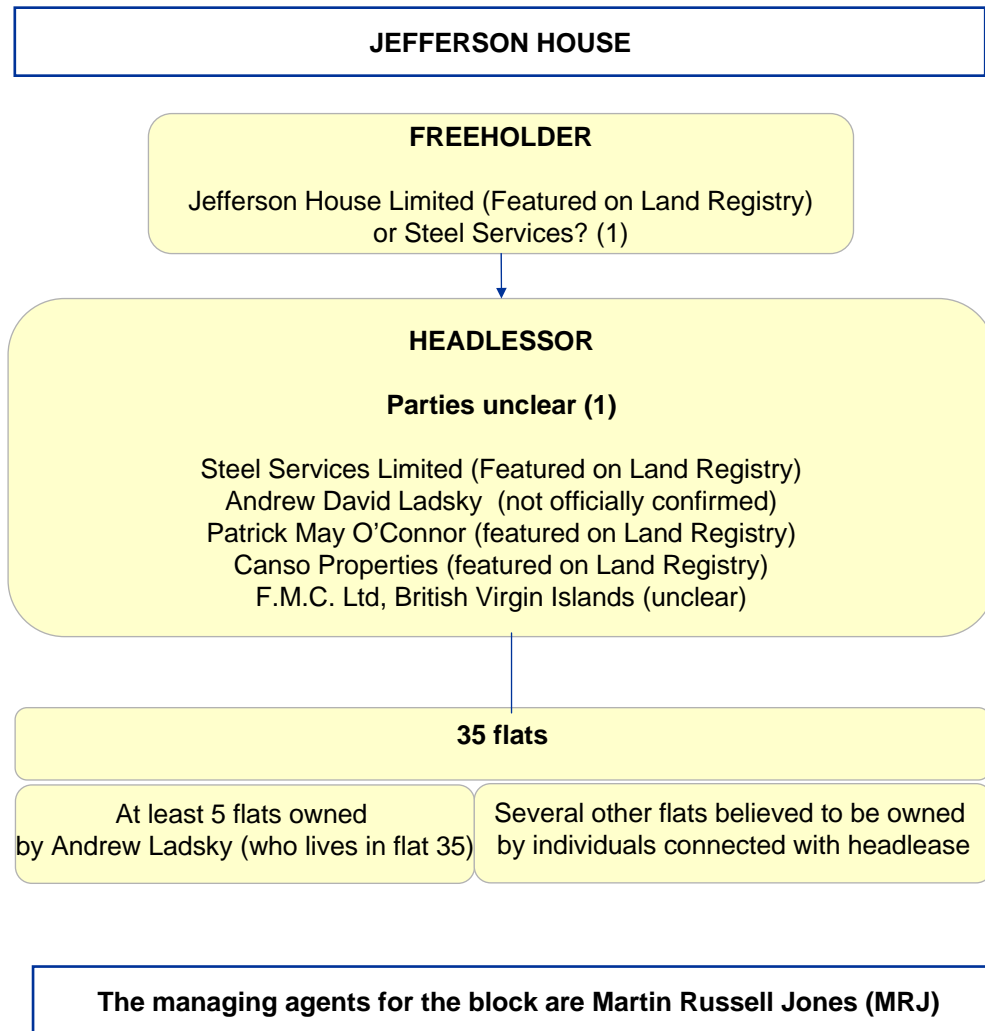 JEFFERSON HOUSE
FREEHOLDER
Jefferson House Limited (Featured on Land Registry)
or Steel Services? (1)
HEADLESSOR
Parties unclear (1)
Steel Services Limited (Featured on Land Registry)
Andrew David Ladsky (not officially confirmed)
Patrick May O’Connor (featured on Land Registry)
Canso Properties (featured on Land Registry)
F.M.C. Ltd, British Virgin Islands (unclear)
35 flats
At least 5 flats owned
by Andrew Ladsky (who lives in flat 35)
Several other flats believed to be owned
by individuals connected with headlease
The managing agents for the block are Martin Russell Jones (MRJ)